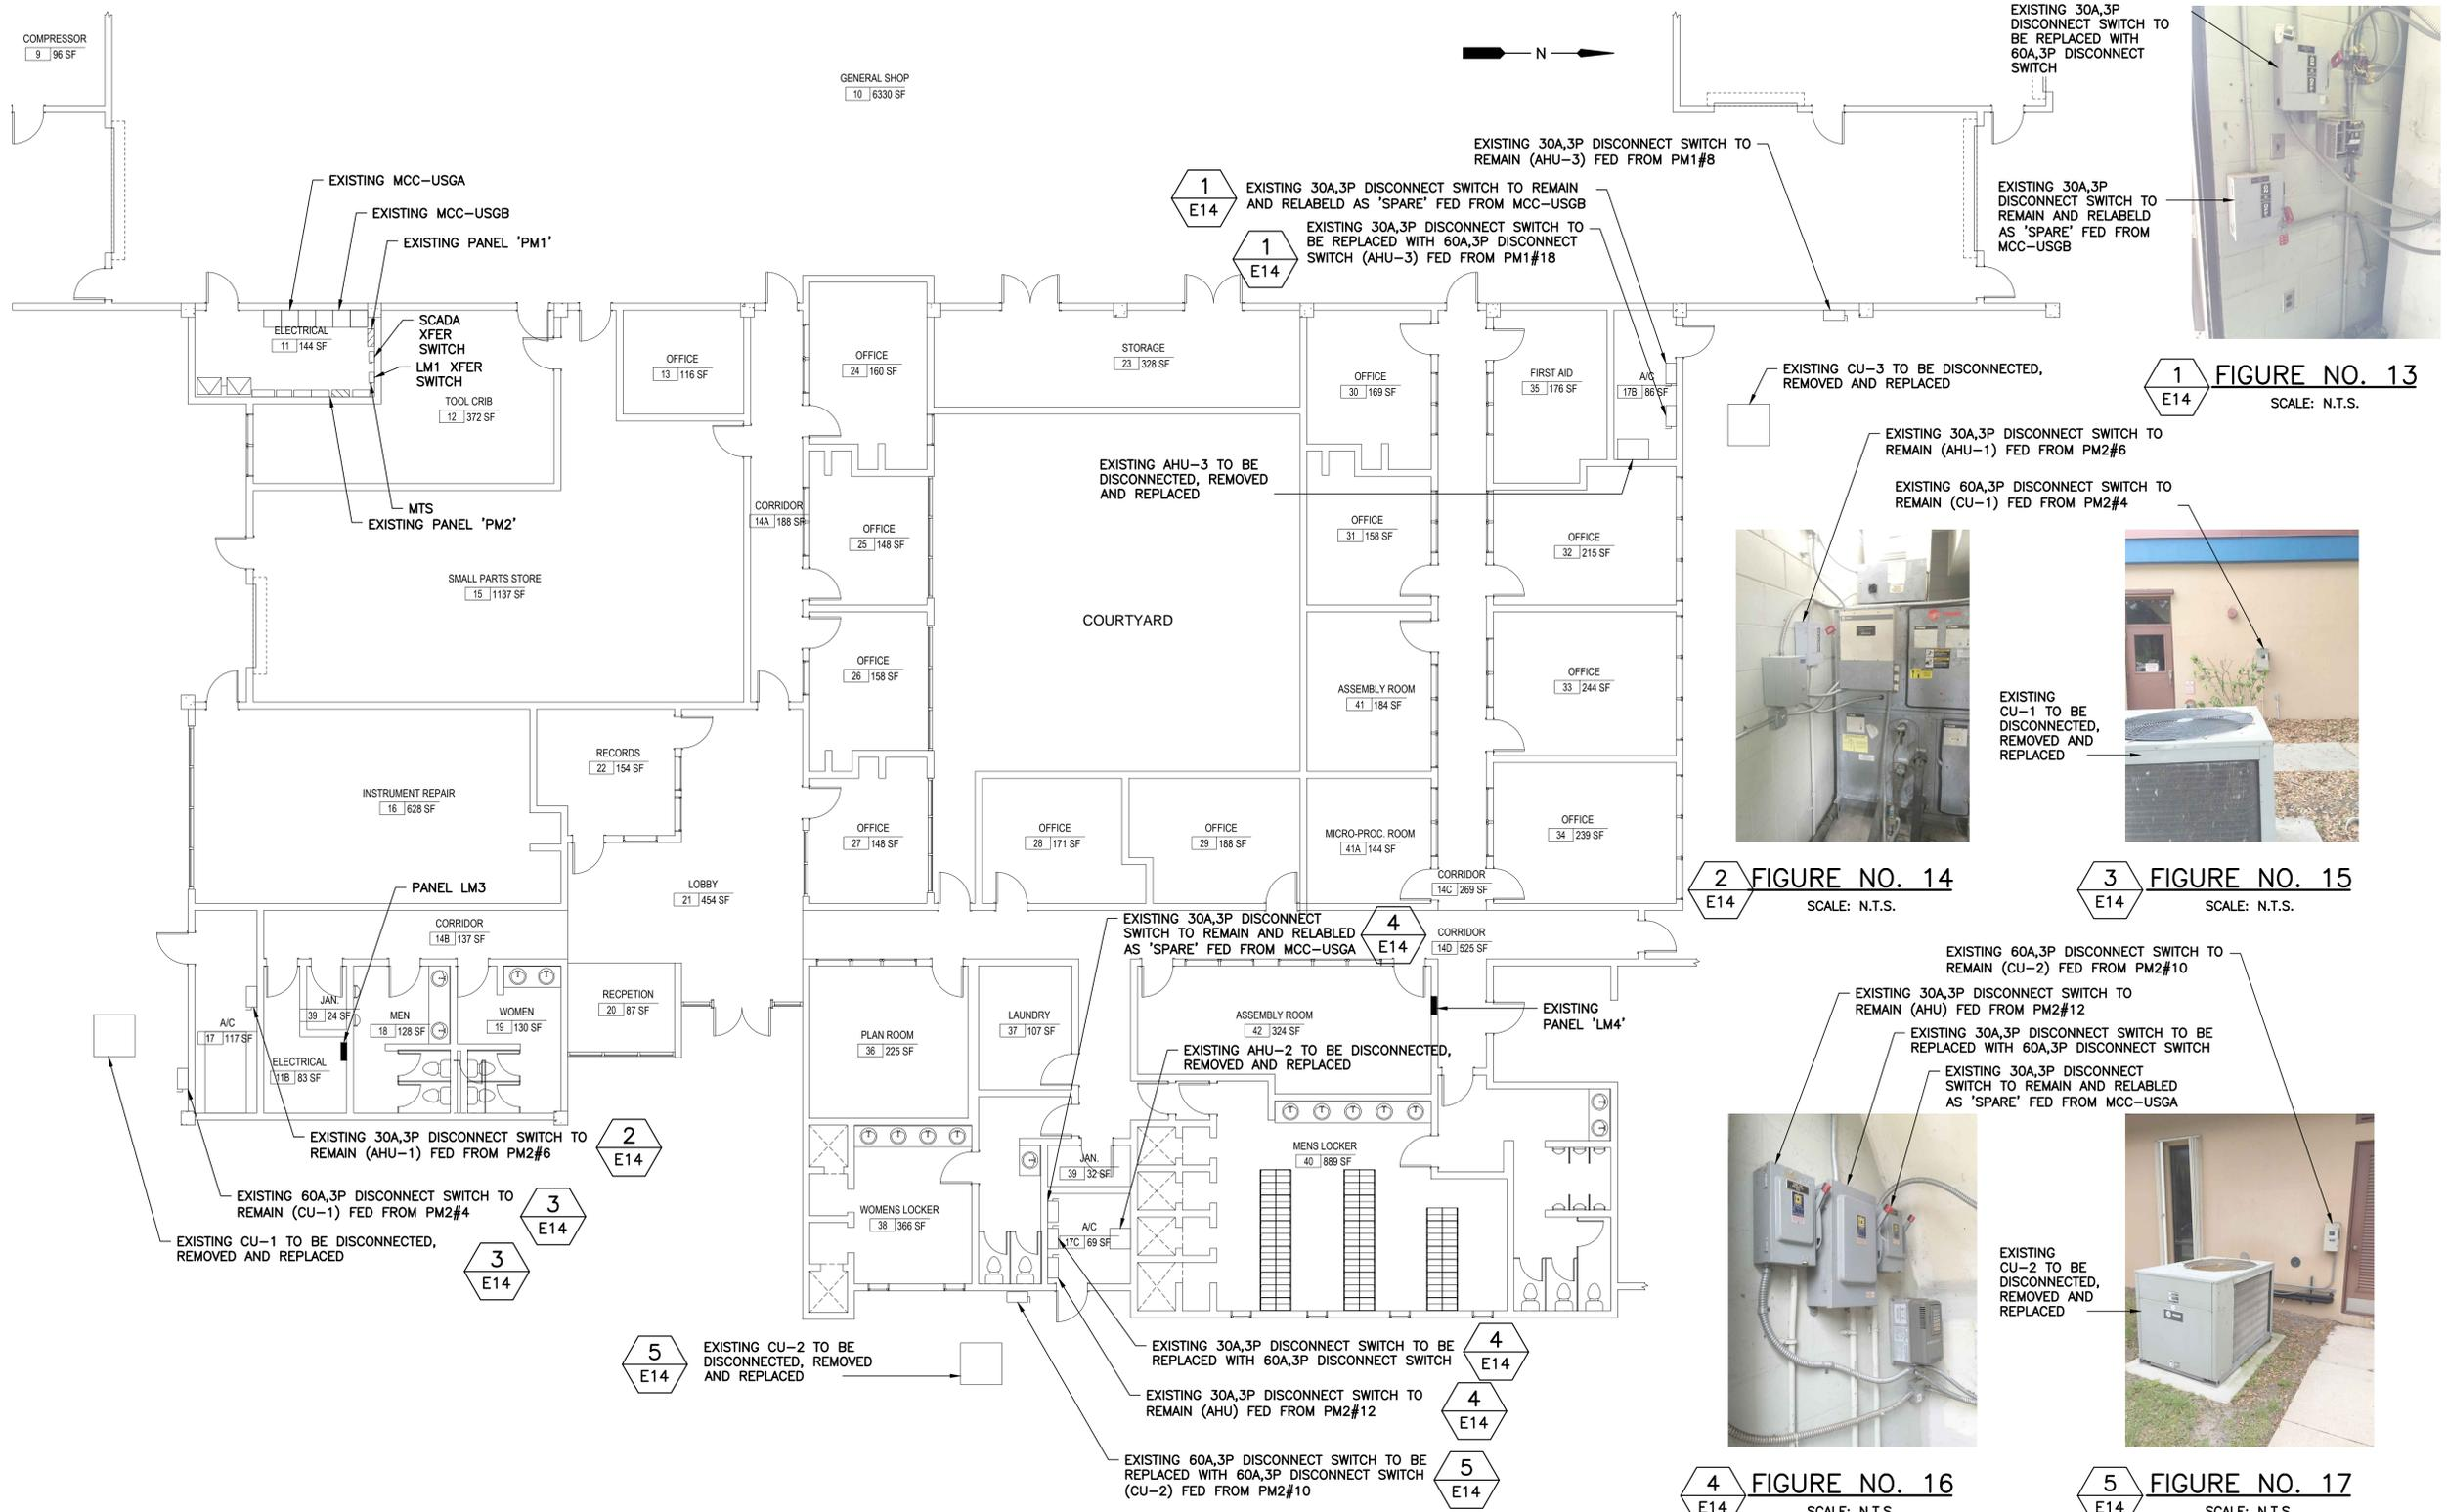 COMPRESSOR
9 96 SF
GENERAL SHOP
10 6330 SF
N
EXISTING 30A,3P
DISCONNECT SWITCH TO
BE REPLACED WITH
60A,3P DISCONNECT
SWITCH
EXISTING 30A,3P DISCONNECT SWITCH TO
REMAIN (AHU-3) FED FROM PM1#8
1
E14
EXISTING 30A,3P DISCONNECT SWITCH TO REMAIN
AND RELABELD AS 'SPARE' FED FROM MCC-USGB
1
E14
EXISTING 30A,3P DISCONNECT SWITCH TO
BE REPLACED WITH 60A,3P DISCONNECT
SWITCH (AHU-3) FED FROM PM1#18
EXISTING 30A,3P
DISCONNECT SWITCH TO
REMAIN AND RELABELD
AS 'SPARE' FED FROM
MCC-USGB
EXISTING MCC-USGA
EXISTING MCC-USGB
EXISTING PANEL 'PM1'
SCADA
XFER
SWITCH
LM1 XFER
SWITCH
ELECTRICAL
11 144 SF
TOOL CRIB
12 372 SF
MTS
EXISTING PANEL 'PM2'
OFFICE
13 116 SF
OFFICE
24 160 SF
STORAGE
23 328 SF
OFFICE
30 169 SF
FIRST AID
35 176 SF
A/C
17B 86 SF
EXISTING CU-3 TO BE DISCONNECTED,
REMOVED AND REPLACED
1
E14
FIGURE NO. 13
SCALE: N.T.S.
EXISTING AHU-3 TO BE
DISCONNECTED, REMOVED
AND REPLACED
EXISTING 30A,3P DISCONNECT SWITCH TO
REMAIN (AHU-1) FED FROM PM2#6
EXISTING 60A,3P DISCONNECT SWITCH TO
REMAIN (CU-1) FED FROM PM2#4
CORRIDOR
14A 188 SF
OFFICE
25 148 SF
OFFICE
31 158 SF
OFFICE
32 215 SF
SMALL PARTS STORE
15 1137 SF
COURTYARD
OFFICE
26 158 SF
ASSEMBLY ROOM
41 184 SF
OFFICE
33 244 SF
EXISTING
CU-1 TO BE
DISCONNECTED,
REMOVED AND
REPLACED
RECORDS
22 154 SF
INSTRUMENT REPAIR
16 628 SF
OFFICE
27 148 SF
OFFICE
28 171 SF
OFFICE
29 188 SF
MICRO-PROC. ROOM
41A 144 SF
OFFICE
34 239 SF
2
E14
FIGURE NO. 14
SCALE: N.T.S.
3
E14
FIGURE NO. 15
SCALE: N.T.S.
PANEL LM3
LOBBY
21 454 SF
CORRIDOR
14C 269 SF
CORRIDOR
14B 137 SF
EXISTING 30A,3P DISCONNECT
SWITCH TO REMAIN AND RELABLED
AS 'SPARE' FED FROM MCC-USGA
4
E14
CORRIDOR
14D 525 SF
JAN.
39 24 SF
MEN
18 128 SF
WOMEN
19 130 SF
RECPETION
20 87 SF
A/C
17 117 SF
ELECTRICAL
11B 83 SF
PLAN ROOM
36 225 SF
LAUNDRY
37 107 SF
ASSEMBLY ROOM
42 324 SF
EXISTING
PANEL 'LM4'
EXISTING AHU-2 TO BE DISCONNECTED,
REMOVED AND REPLACED
EXISTING 60A,3P DISCONNECT SWITCH TO
REMAIN (CU-2) FED FROM PM2#10
EXISTING 30A,3P DISCONNECT SWITCH TO
REMAIN (AHU) FED FROM PM2#12
EXISTING 30A,3P DISCONNECT SWITCH TO BE
REPLACED WITH 60A,3P DISCONNECT SWITCH
EXISTING 30A,3P DISCONNECT
SWITCH TO REMAIN AND RELABLED
AS 'SPARE' FED FROM MCC-USGA
EXISTING 30A,3P DISCONNECT SWITCH TO
REMAIN (AHU-1) FED FROM PM2#6
2
E14
EXISTING 60A,3P DISCONNECT SWITCH TO
REMAIN (CU-1) FED FROM PM2#4
3
E14
EXISTING CU-1 TO BE DISCONNECTED,
REMOVED AND REPLACED
3
E14
WOMENS LOCKER
38 366 SF
JAN.
39 32 SF
A/C
17C 69 SF
MENS LOCKER
40 889 SF
EXISTING
CU-2 TO BE
DISCONNECTED,
REMOVED AND
REPLACED
5
E14
EXISTING CU-2 TO BE
DISCONNECTED, REMOVED
AND REPLACED
EXISTING 30A,3P DISCONNECT SWITCH TO BE
REPLACED WITH 60A,3P DISCONNECT SWITCH
4
E14
EXISTING 30A,3P DISCONNECT SWITCH TO
REMAIN (AHU) FED FROM PM2#12
4
E14
EXISTING 60A,3P DISCONNECT SWITCH TO BE
REPLACED WITH 60A,3P DISCONNECT SWITCH
(CU-2) FED FROM PM2#10
5
E14
4
E14
FIGURE NO. 16
SCALE: N.T.S.
5
E14
FIGURE NO. 17
SCALE: N.T.S.